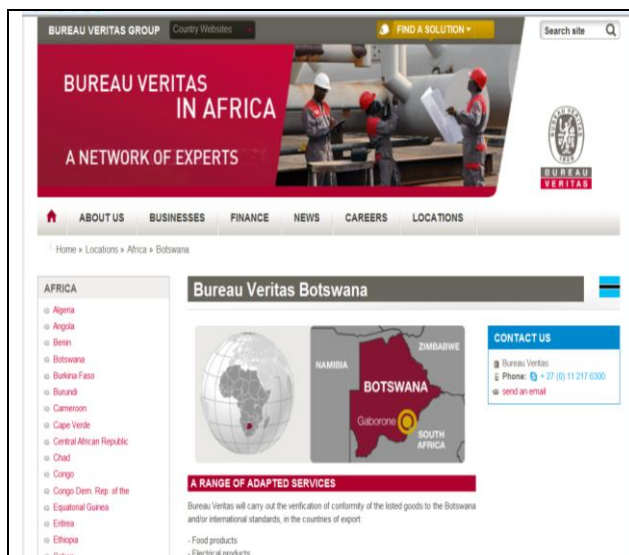 BUREAU VERITAS GROUP
Country Websites
FIND A SOLUTION
Search site
BUREAU VERITAS
IN AFRICA
A NETWORK OF EXPERTS
1828
BUREAU
VERITAS
ABOUT US
BUSINESSES
FINANCE
NEWS
CAREERS
LOCATIONS
Home » Locations » Africa » Botswana
AFRICA
Algeria
Angola
Benin
Botswana
Burkina Faso
Burundi
Cameroon
Cape Verde
Central African Republic
Chad
Congo
Congo Dem. Rep. of the
Equatorial Guinea
Eritrea
Ethiopia
Bureau Veritas Botswana
NAMIBIA
ZIMBABWE
BOTSWANA
Gaborone
SOUTH
AFRICA
A RANGE OF ADAPTED SERVICES
Bureau Veritas will carry out the verification of conformity of the listed goods to the Botswana
and/or international standards, in the countries of export:
- Food products
- Electrical products
CONTACT US
Bureau Veritas
Phone: + 27 (0) 11 217 6300
send an email